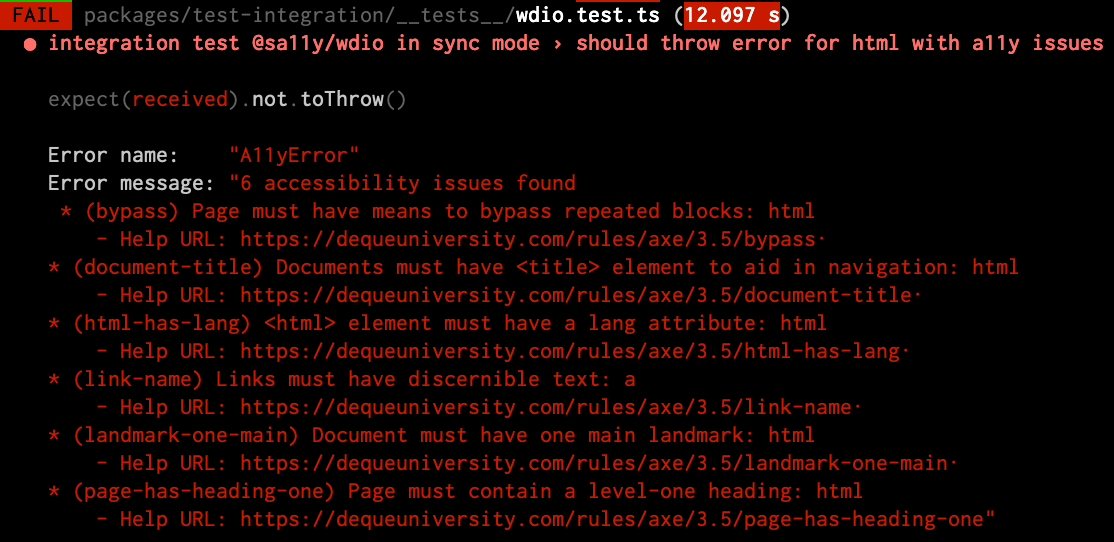 FAIL packages/test-integration/__tests__/wdio.test.ts (12.097 s)
● integration test @sa11y/wdio in sync mode › should throw error for html with a11y issues
expect(received).not.toThrow()
Error name: "A11yError"
Error message: "6 accessibility issues found
* (bypass) Page must have means to bypass repeated blocks: html
- Help URL: https://dequeuniversity.com/rules/axe/3.5/bypass·
* (document-title) Documents must have <title> element to aid in navigation: html
- Help URL: https://dequeuniversity.com/rules/axe/3.5/document-title·
* (html-has-lang) <html> element must have a lang attribute: html
- Help URL: https://dequeuniversity.com/rules/axe/3.5/html-has-lang·
* (link-name) Links must have discernible text: a
- Help URL: https://dequeuniversity.com/rules/axe/3.5/link-name·
* (landmark-one-main) Document must have one main landmark: html
- Help URL: https://dequeuniversity.com/rules/axe/3.5/landmark-one-main·
* (page-has-heading-one) Page must contain a level-one heading: html
- Help URL: https://dequeuniversity.com/rules/axe/3.5/page-has-heading-one"